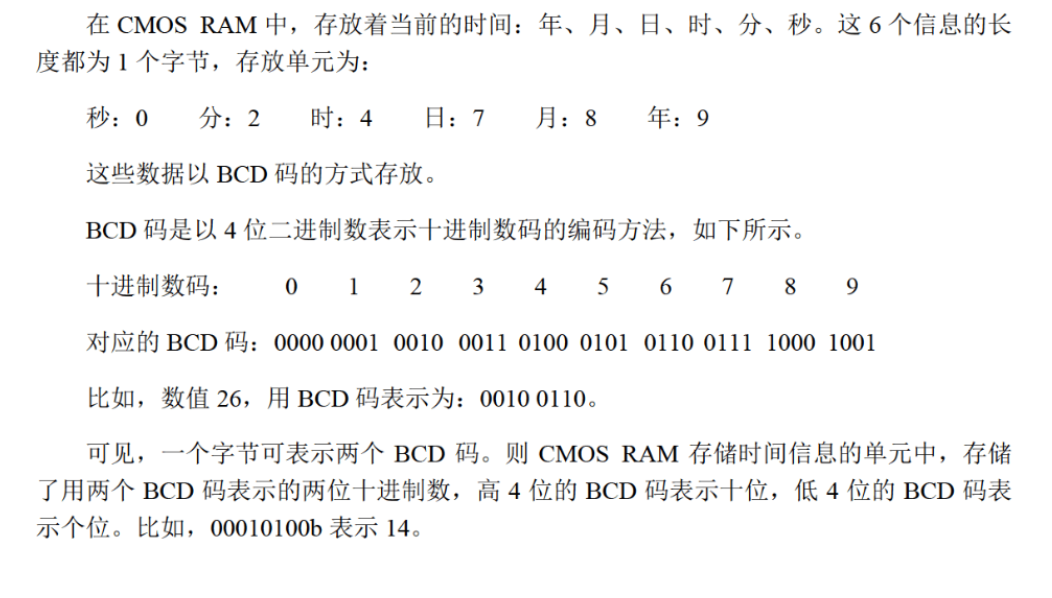 在 CMOS RAM 中，存放着当前的时间：年、月、日、时、分、秒。这 6 个信息的长
度都为 1 个字节，存放单元为：
秒：0 分：2 时：4 日：7 月：8 年：9
这些数据以 BCD 码的方式存放。
BCD 码是以 4 位二进制数表示十进制数码的编码方法，如下所示。
十进制数码： 0 1 2 3 4 5 6 7 8 9
对应的 BCD 码：0000 0001 0010 0011 0100 0101 0110 0111 1000 1001
比如，数值 26，用 BCD 码表示为：0010 0110。
可见，一个字节可表示两个 BCD 码。则 CMOS RAM 存储时间信息的单元中，存储
了用两个 BCD 码表示的两位十进制数，高 4 位的 BCD 码表示十位，低 4 位的 BCD 码表
示个位。比如，00010100b 表示 14。